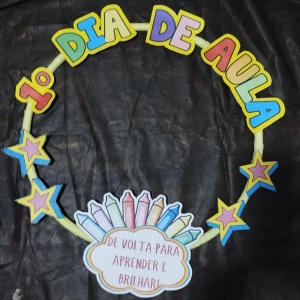 1º DIA DE AULA
DE VOLTA PARA
APRENDER E
BRILHAR!